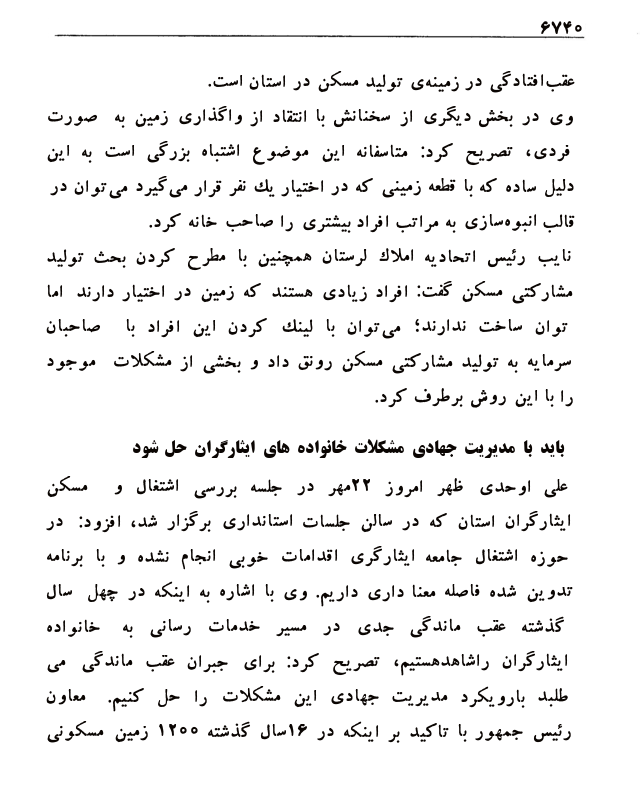 ۶۷۴۰
عقب‌افتادگی در زمینه‌ی تولید مسکن در استان است.
وی در بخش دیگری از سخنانش با انتقاد از واگذاری زمین به صورت
فردی، تصریح کرد: متاسفانه این موضوع اشتباه بزرگی است به این
دلیل ساده که با قطعه زمینی که در اختیار یك نفر قرار می‌گیرد می‌توان در
قالب انبوه‌سازی به مراتب افراد بیشتری را صاحب خانه کرد.
نایب رئیس اتحادیه املاك لرستان همچنین با مطرح کردن بحث تولید
مشارکتی مسکن گفت: افراد زیادی هستند که زمین در اختیار دارند اما
توان ساخت ندارند؛ می‌توان با لینك کردن این افراد با صاحبان
سرمایه به تولید مشارکتی مسکن رونق داد و بخشی از مشکلات موجود
را با این روش برطرف کرد.
باید با مدیریت جهادی مشکلات خانواده های ایثارگران حل شود
علی اوحدی ظهر امروز ۲۲مهر در جلسه بررسی اشتغال و مسکن
ایثارگران استان که در سالن جلسات استانداری برگزار شد، افزود: در
حوزه اشتغال جامعه ایثارگری اقدامات خوبی انجام نشده و با برنامه
تدوین شده فاصله معنا داری داریم. وی با اشاره به اینکه در چهل سال
گذشته عقب ماندگی جدی در مسیر خدمات رسانی به خانواده
ایثارگران راشاهدهستیم، تصریح کرد: برای جبران عقب ماندگی می
طلبد بارویکرد مدیریت جهادی این مشکلات را حل کنیم. معاون
رئیس جمهور با تاکید بر اینکه در ۱۶سال گذشته ۱۲۰۰ زمین مسکونی